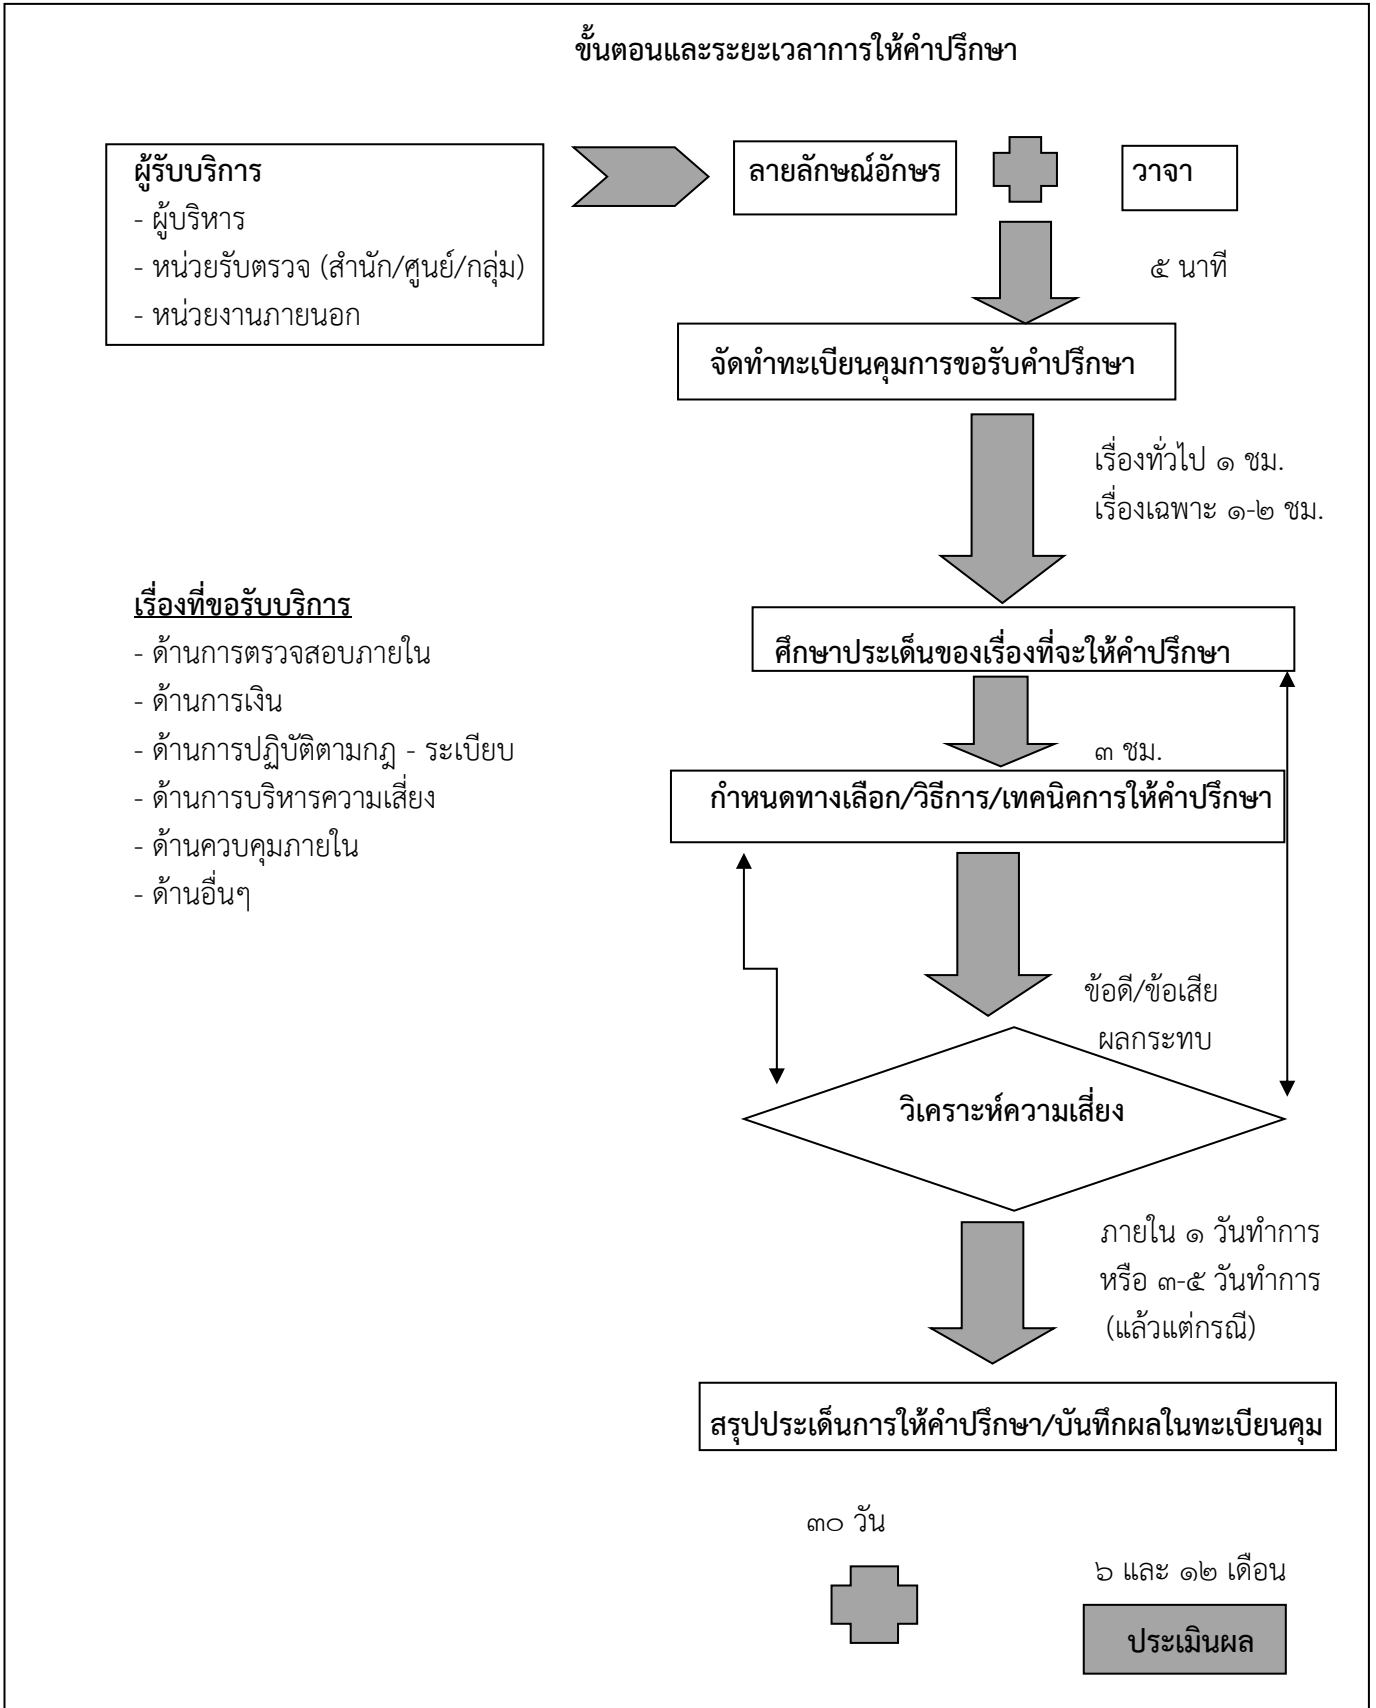 ขั้นตอนและระยะเวลาการให้คำปรึกษา
ผู้รับบริการ
- ผู้บริหาร
- หน่วยรับตรวจ (สำนัก/ศูนย์/กลุ่ม)
- หน่วยงานภายนอก
ลายลักษณ์อักษร
วาจา
๕ นาที
จัดทำทะเบียนคุมการขอรับคำปรึกษา
เรื่องทั่วไป ๑ ชม.
เรื่องเฉพาะ ๑-๒ ชม.
เรื่องที่ขอรับบริการ
- ด้านการตรวจสอบภายใน
- ด้านการเงิน
- ด้านการปฏิบัติตามกฎ - ระเบียบ
- ด้านการบริหารความเสี่ยง
- ด้านควบคุมภายใน
- ด้านอื่นๆ
ศึกษาประเด็นของเรื่องที่จะให้คำปรึกษา
๓ ชม.
กำหนดทางเลือก/วิธีการ/เทคนิคการให้คำปรึกษา
ข้อดี/ข้อเสีย
ผลกระทบ
วิเคราะห์ความเสี่ยง
ภายใน ๑ วันทำการ
หรือ ๓-๕ วันทำการ
(แล้วแต่กรณี)
สรุปประเด็นการให้คำปรึกษา/บันทึกผลในทะเบียนคุม
๓๐ วัน
๖ และ ๑๒ เดือน
ประเมินผล